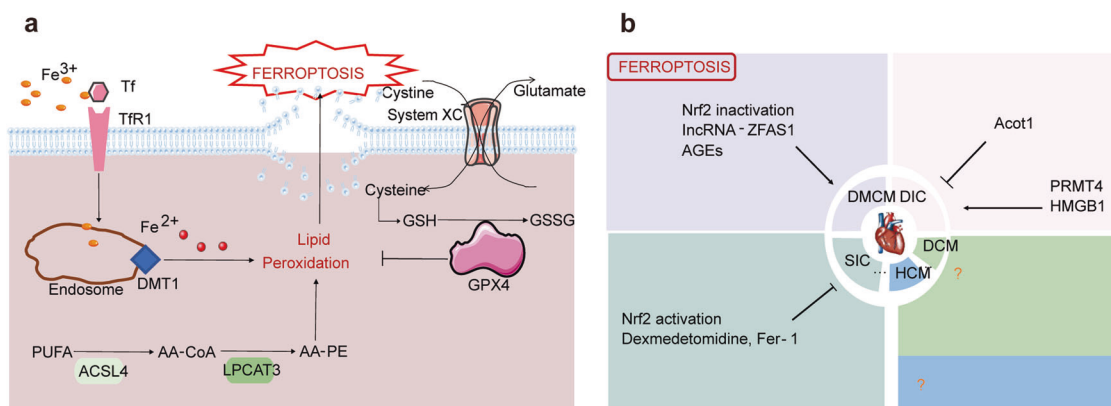 a
FERROPTOSIS
Fe3+
Tf
TfR1
Cystine
System XC
Glutamate
Cysteine
GSH
GSSG
Fe2+
Lipid
Peroxidation
GPX4
Endosome
DMT1
PUFA
AA-CoA
AA-PE
ACSL4
LPCAT3
b
FERROPTOSIS
Nrf2 inactivation
lncRNA-ZFAS1
AGEs
Acot1
PRMT4
HMGB1
DMCM
DIC
DCM
SIC
...
HCM
?
Nrf2 activation
Dexmedetomidine, Fer-1
?